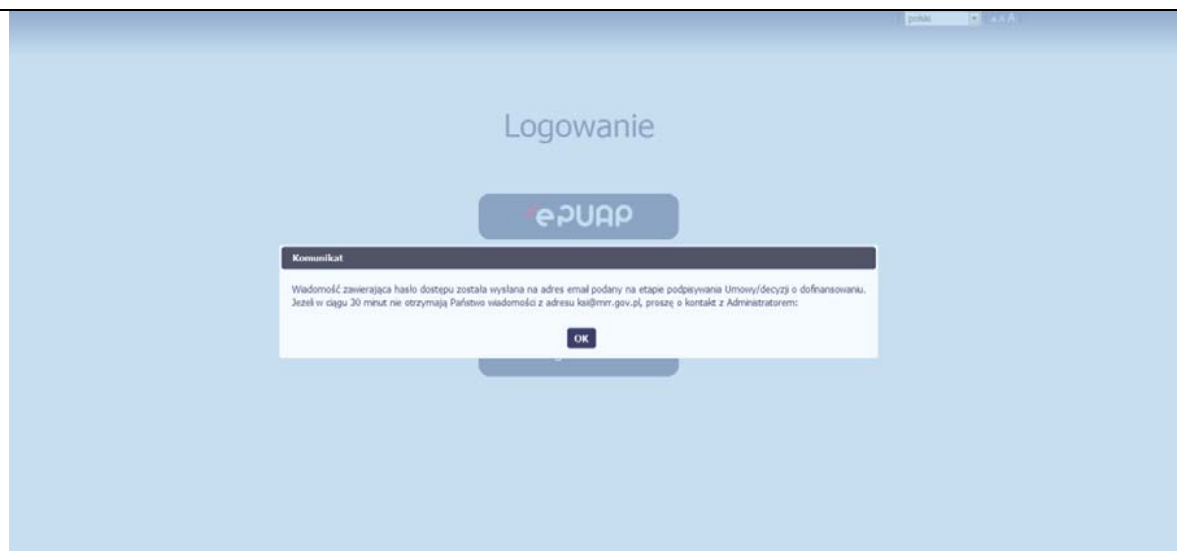 polski A A A
Logowanie
ePUAP
Komunikat
Wiadomość zawierająca hasło dostępu została wysłana na adres email podany na etapie podpisywania Umowy/decyzji o dofinansowaniu.
Jeżeli w ciągu 30 minut nie otrzymają Państwo wiadomości z adresu ksi@mrr.gov.pl, proszę o kontakt z Administratorem:
OK